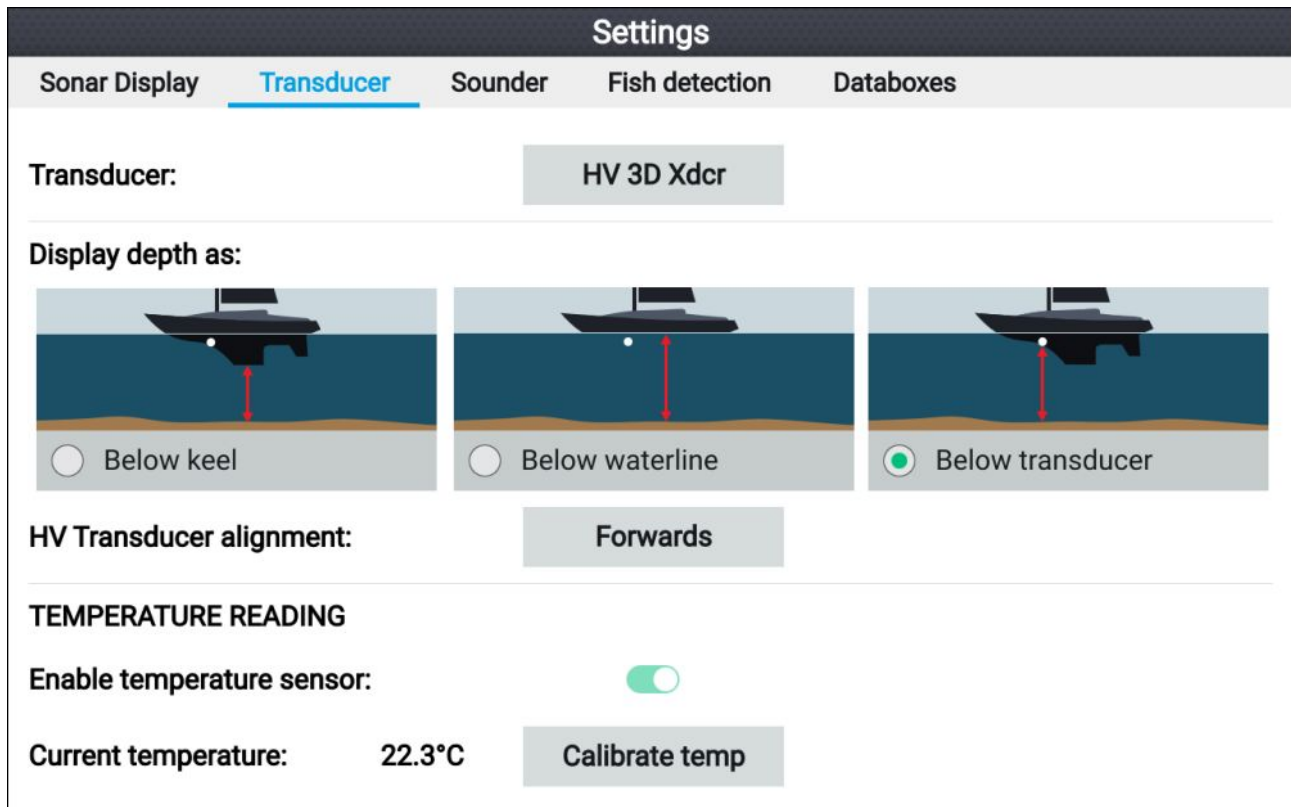 Settings
Sonar Display Transducer Sounder Fish detection Databoxes
Transducer: HV 3D Xdcr
Display depth as:
Below keel Below waterline Below transducer
HV Transducer alignment: Forwards
TEMPERATURE READING
Enable temperature sensor:
Current temperature: 22.3°C Calibrate temp